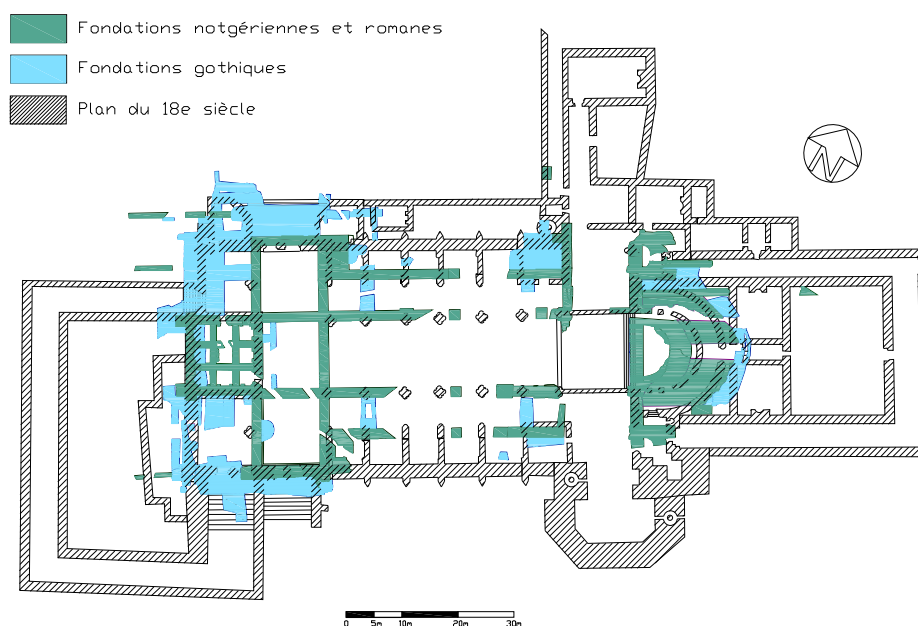 Fondations notgériennes et romanes
Fondations gothiques
Plan du 18e siècle
N
0 5m 10m 20m 30m